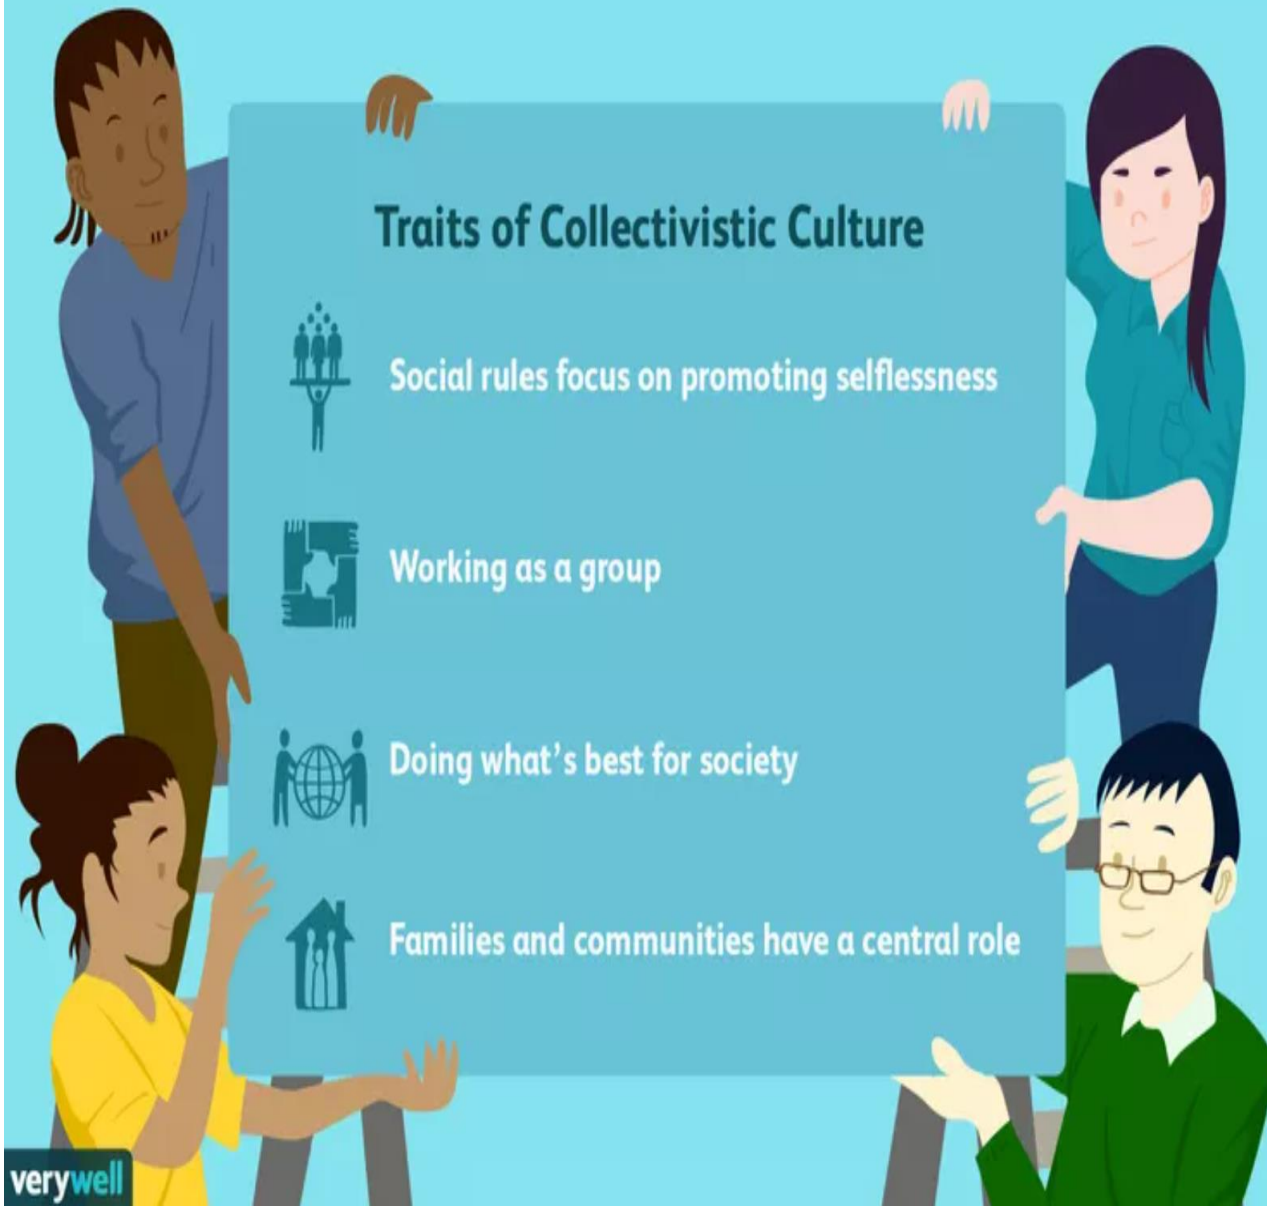 Traits of Collectivistic Culture
Social rules focus on promoting selflessness
Working as a group
Doing what's best for society
Families and communities have a central role
verywell